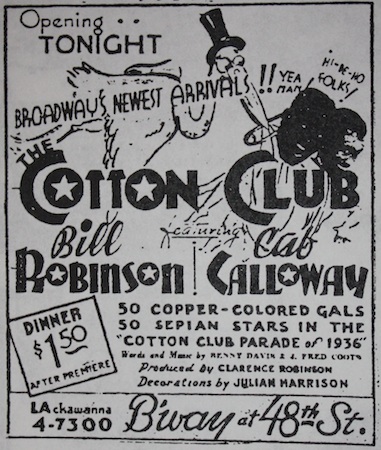 Opening..
TONIGHT
BROADWAY'S NEWEST ARRIVAL!
!! YEA MAN!
HI-DE-HO FOLKS!
THE
COTTON CLUB
featuring
Bill Cab
ROBINSON! CALLOWAY
DINNER
$1.50
AFTER PREMIERE
50 COPPER-COLORED GALS
50 SEPIAN STARS IN THE
"COTTON CLUB PARADE of 1936"
Words and Music by BENNY DAVIS & J. FRED COOTS
Produced by CLARENCE ROBINSON
Decorations by JULIAN HARRISON
LAckawanna
4-7300
B'way at 48th St.